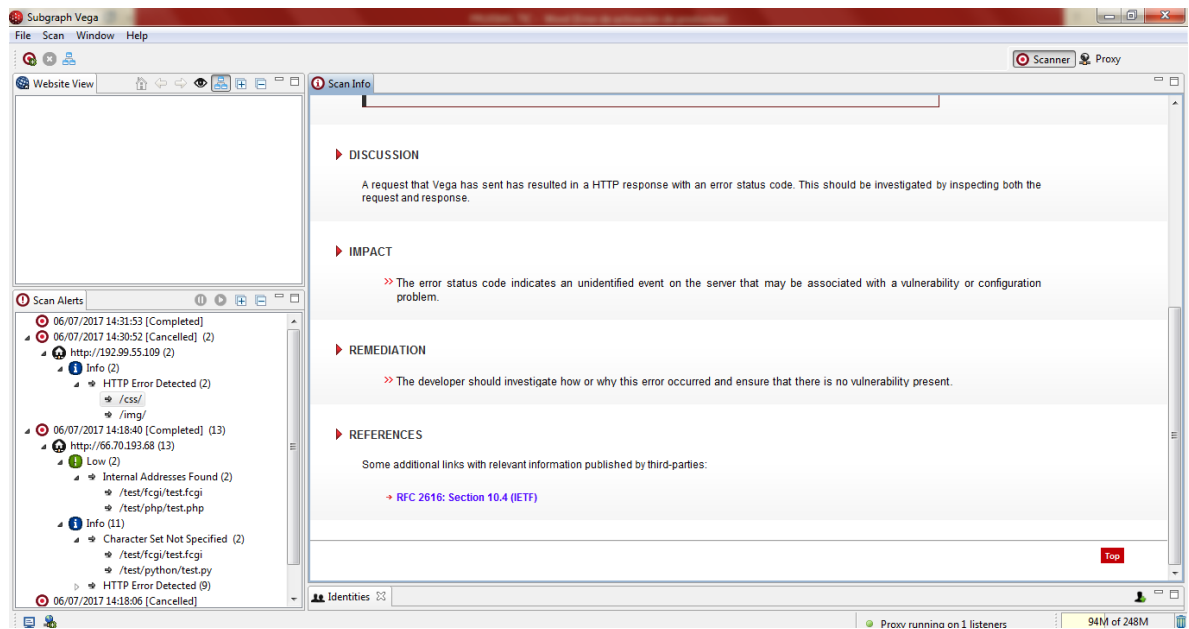 Subgraph Vega
File Scan Window Help
Scanner Proxy
Website View
Scan Info
DISCUSSION
A request that Vega has sent has resulted in a HTTP response with an error status code. This should be investigated by inspecting both the
request and response.
IMPACT
The error status code indicates an unidentified event on the server that may be associated with a vulnerability or configuration
problem.
REMEDIATION
The developer should investigate how or why this error occurred and ensure that there is no vulnerability present.
REFERENCES
Some additional links with relevant information published by third-parties:
RFC 2616: Section 10.4 (IETF)
Top
Scan Alerts
06/07/2017 14:31:53 [Completed]
06/07/2017 14:30:52 [Cancelled] (2)
http://192.99.55.109 (2)
Info (2)
HTTP Error Detected (2)
/css/
/img/
06/07/2017 14:18:40 [Completed] (13)
http://66.70.193.68 (13)
Low (2)
Internal Addresses Found (2)
/test/fcgi/test.fcgi
/test/php/test.php
Info (11)
Character Set Not Specified (2)
/test/fcgi/test.fcgi
/test/python/test.py
HTTP Error Detected (9)
06/07/2017 14:18:06 [Cancelled]
Identities
Proxy running on 1 listeners
94M of 248M